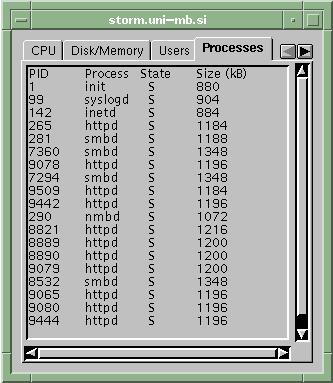 storm.uni-mb.si
CPU Disk/Memory Users Processes
PID Process State Size (kB)
1 init S 880
99 syslogd S 904
142 inetd S 884
265 httpd S 1184
281 smbd S 1188
7360 smbd S 1348
9078 httpd S 1196
7294 smbd S 1348
9509 httpd S 1184
9442 httpd S 1196
290 nmbd S 1072
8821 httpd S 1216
8889 httpd S 1200
8890 httpd S 1200
9079 httpd S 1200
8532 smbd S 1348
9065 httpd S 1196
9080 httpd S 1196
9444 httpd S 1196